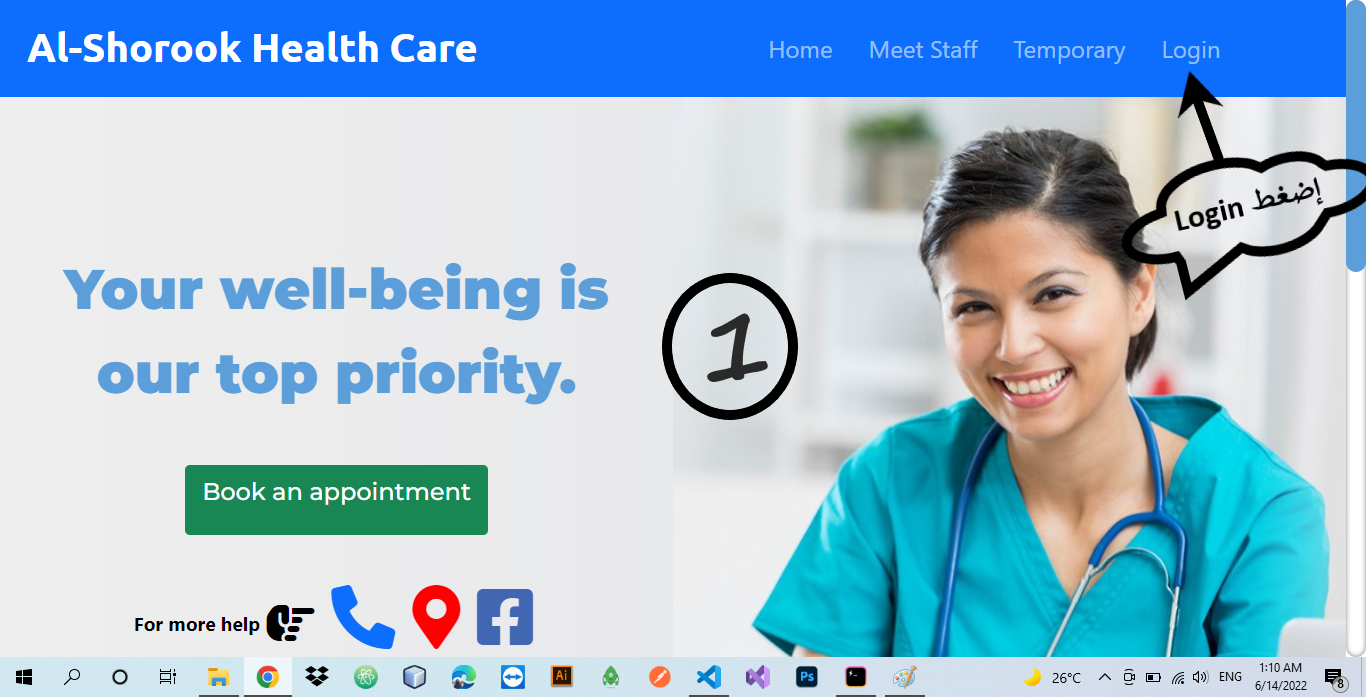 Al-Shorook Health Care
Home Meet Staff Temporary Login
إضغط Login
Your well-being is
our top priority.
1
Book an appointment
For more help
26°C ENG 1:10 AM
6/14/2022 8